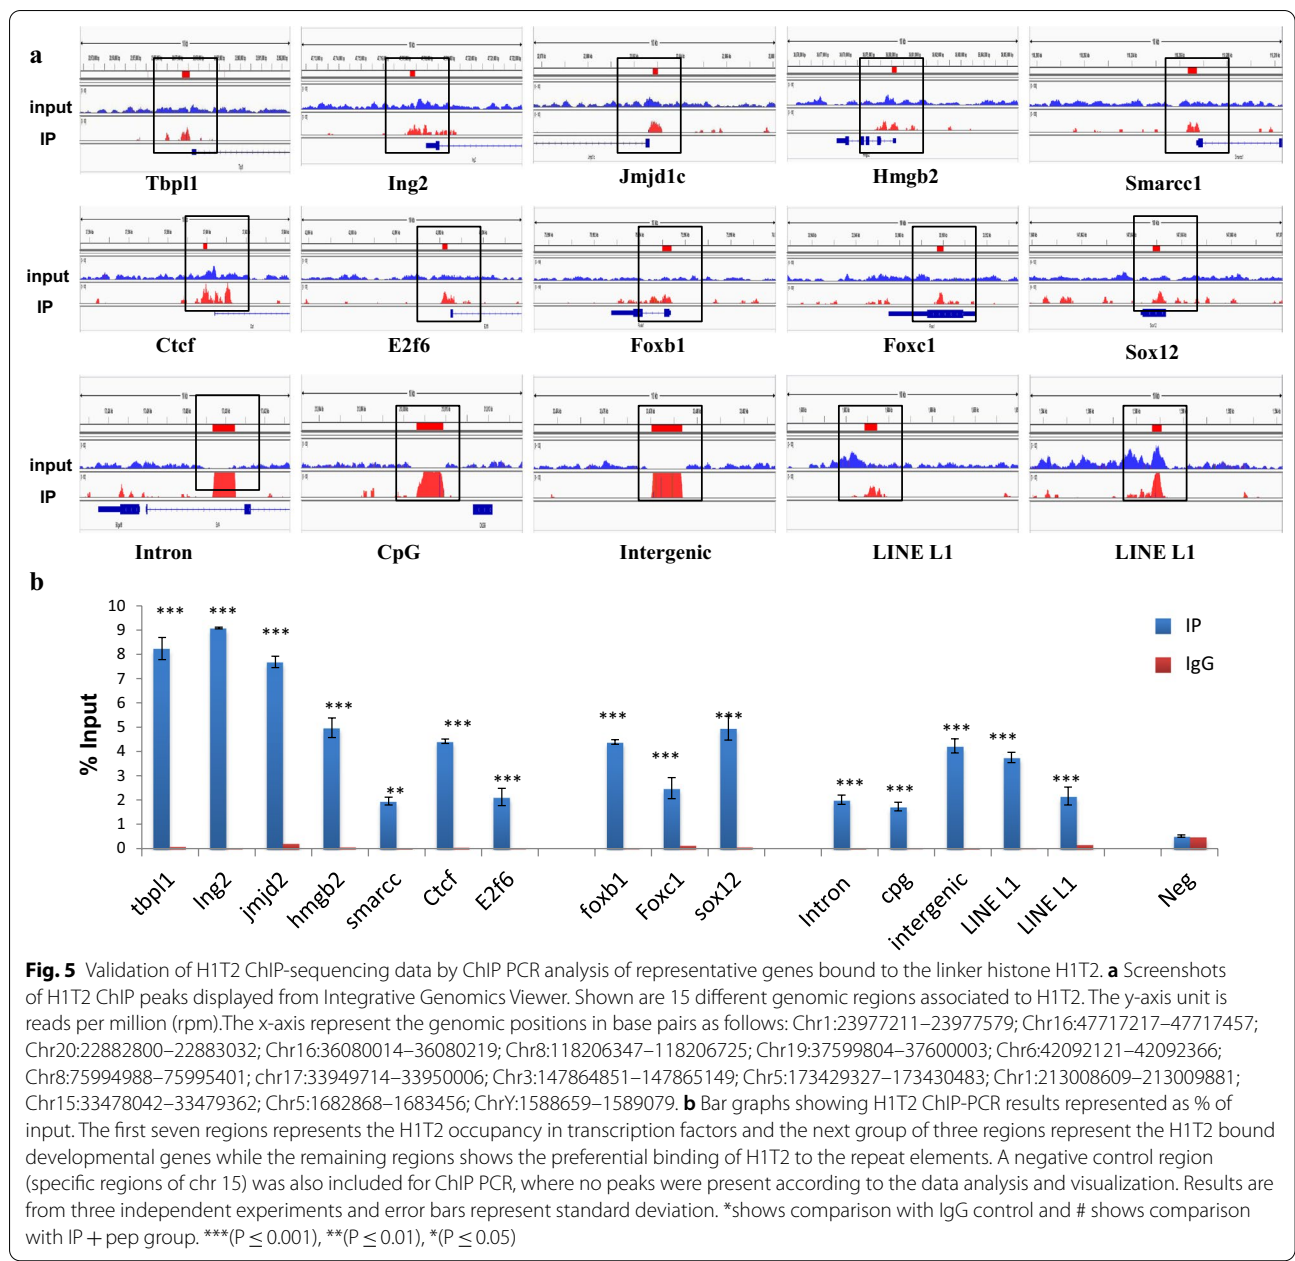 a
input
IP
Tbpl1
Ing2
Jmjd1c
Hmgb2
Smarcc1
input
IP
Ctcf
E2f6
Foxb1
Foxc1
Sox12
input
IP
Intron
CpG
Intergenic
LINE L1
LINE L1
b
% Input
10
9
8
7
6
5
4
3
2
1
0
*** *** *** *** ** *** *** *** *** *** *** *** *** *** ***
IP
IgG
tbpl1
Ing2
jmjd2
hmgb2
smarcc
Ctcf
E2f6
foxb1
Foxc1
sox12
Intron
cpg
intergenic
LINE L1
LINE L1
Neg
Fig. 5 Validation of H1T2 ChIP-sequencing data by ChIP PCR analysis of representative genes bound to the linker histone H1T2. a Screenshots
of H1T2 ChIP peaks displayed from Integrative Genomics Viewer. Shown are 15 different genomic regions associated to H1T2. The y-axis unit is
reads per million (rpm).The x-axis represent the genomic positions in base pairs as follows: Chr1:23977211–23977579; Chr16:47717217–47717457;
Chr20:22882800–22883032; Chr16:36080014–36080219; Chr8:118206347–118206725; Chr19:37599804–37600003; Chr6:42092121–42092366;
Chr8:75994988–75995401; chr17:33949714–33950006; Chr3:147864851–147865149; Chr5:173429327–173430483; Chr1:213008609–213009881;
Chr15:33478042–33479362; Chr5:1682868–1683456; ChrY:1588659–1589079. b Bar graphs showing H1T2 ChIP-PCR results represented as % of
input. The first seven regions represents the H1T2 occupancy in transcription factors and the next group of three regions represent the H1T2 bound
developmental genes while the remaining regions shows the preferential binding of H1T2 to the repeat elements. A negative control region
(specific regions of chr 15) was also included for ChIP PCR, where no peaks were present according to the data analysis and visualization. Results are
from three independent experiments and error bars represent standard deviation. *shows comparison with IgG control and # shows comparison
with IP + pep group. ***(P ≤ 0.001), **(P ≤ 0.01), *(P ≤ 0.05)